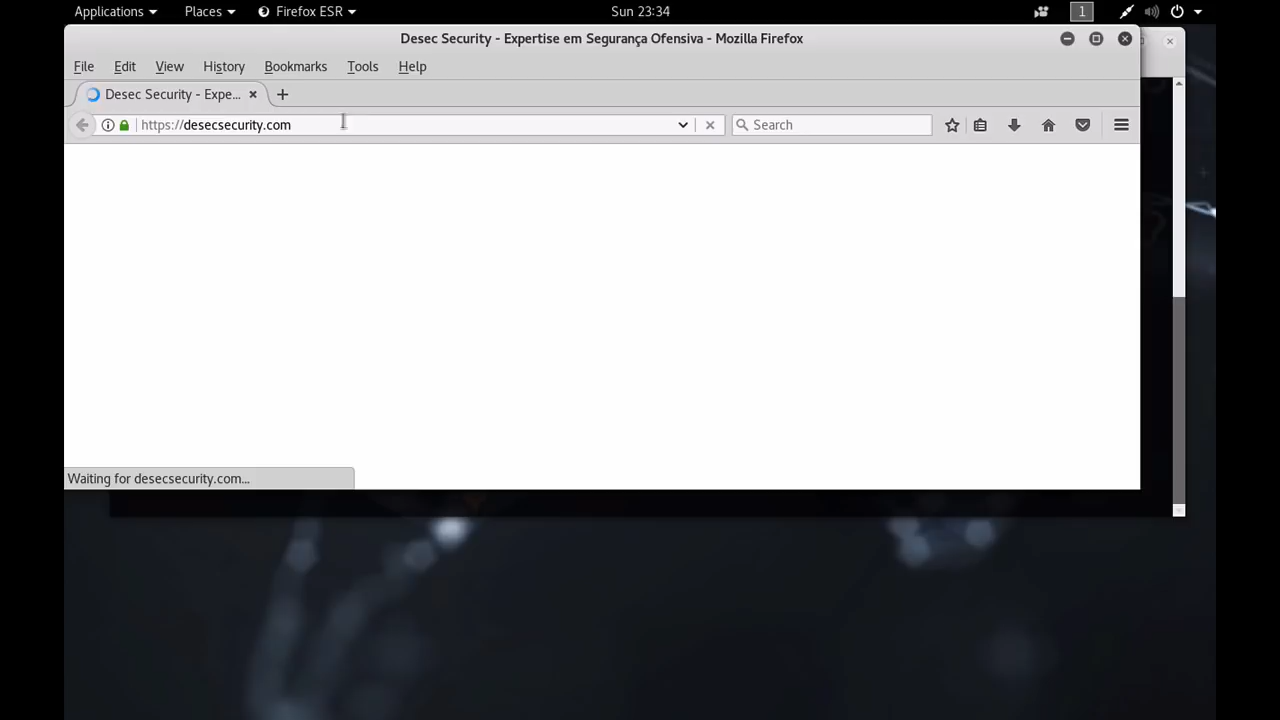 Applications Places Firefox ESR Sun 23:34 1
Desec Security - Expertise em Segurança Ofensiva - Mozilla Firefox
File Edit View History Bookmarks Tools Help
Desec Security - Expe...
https://desecsecurity.com Search
Waiting for desecsecurity.com...